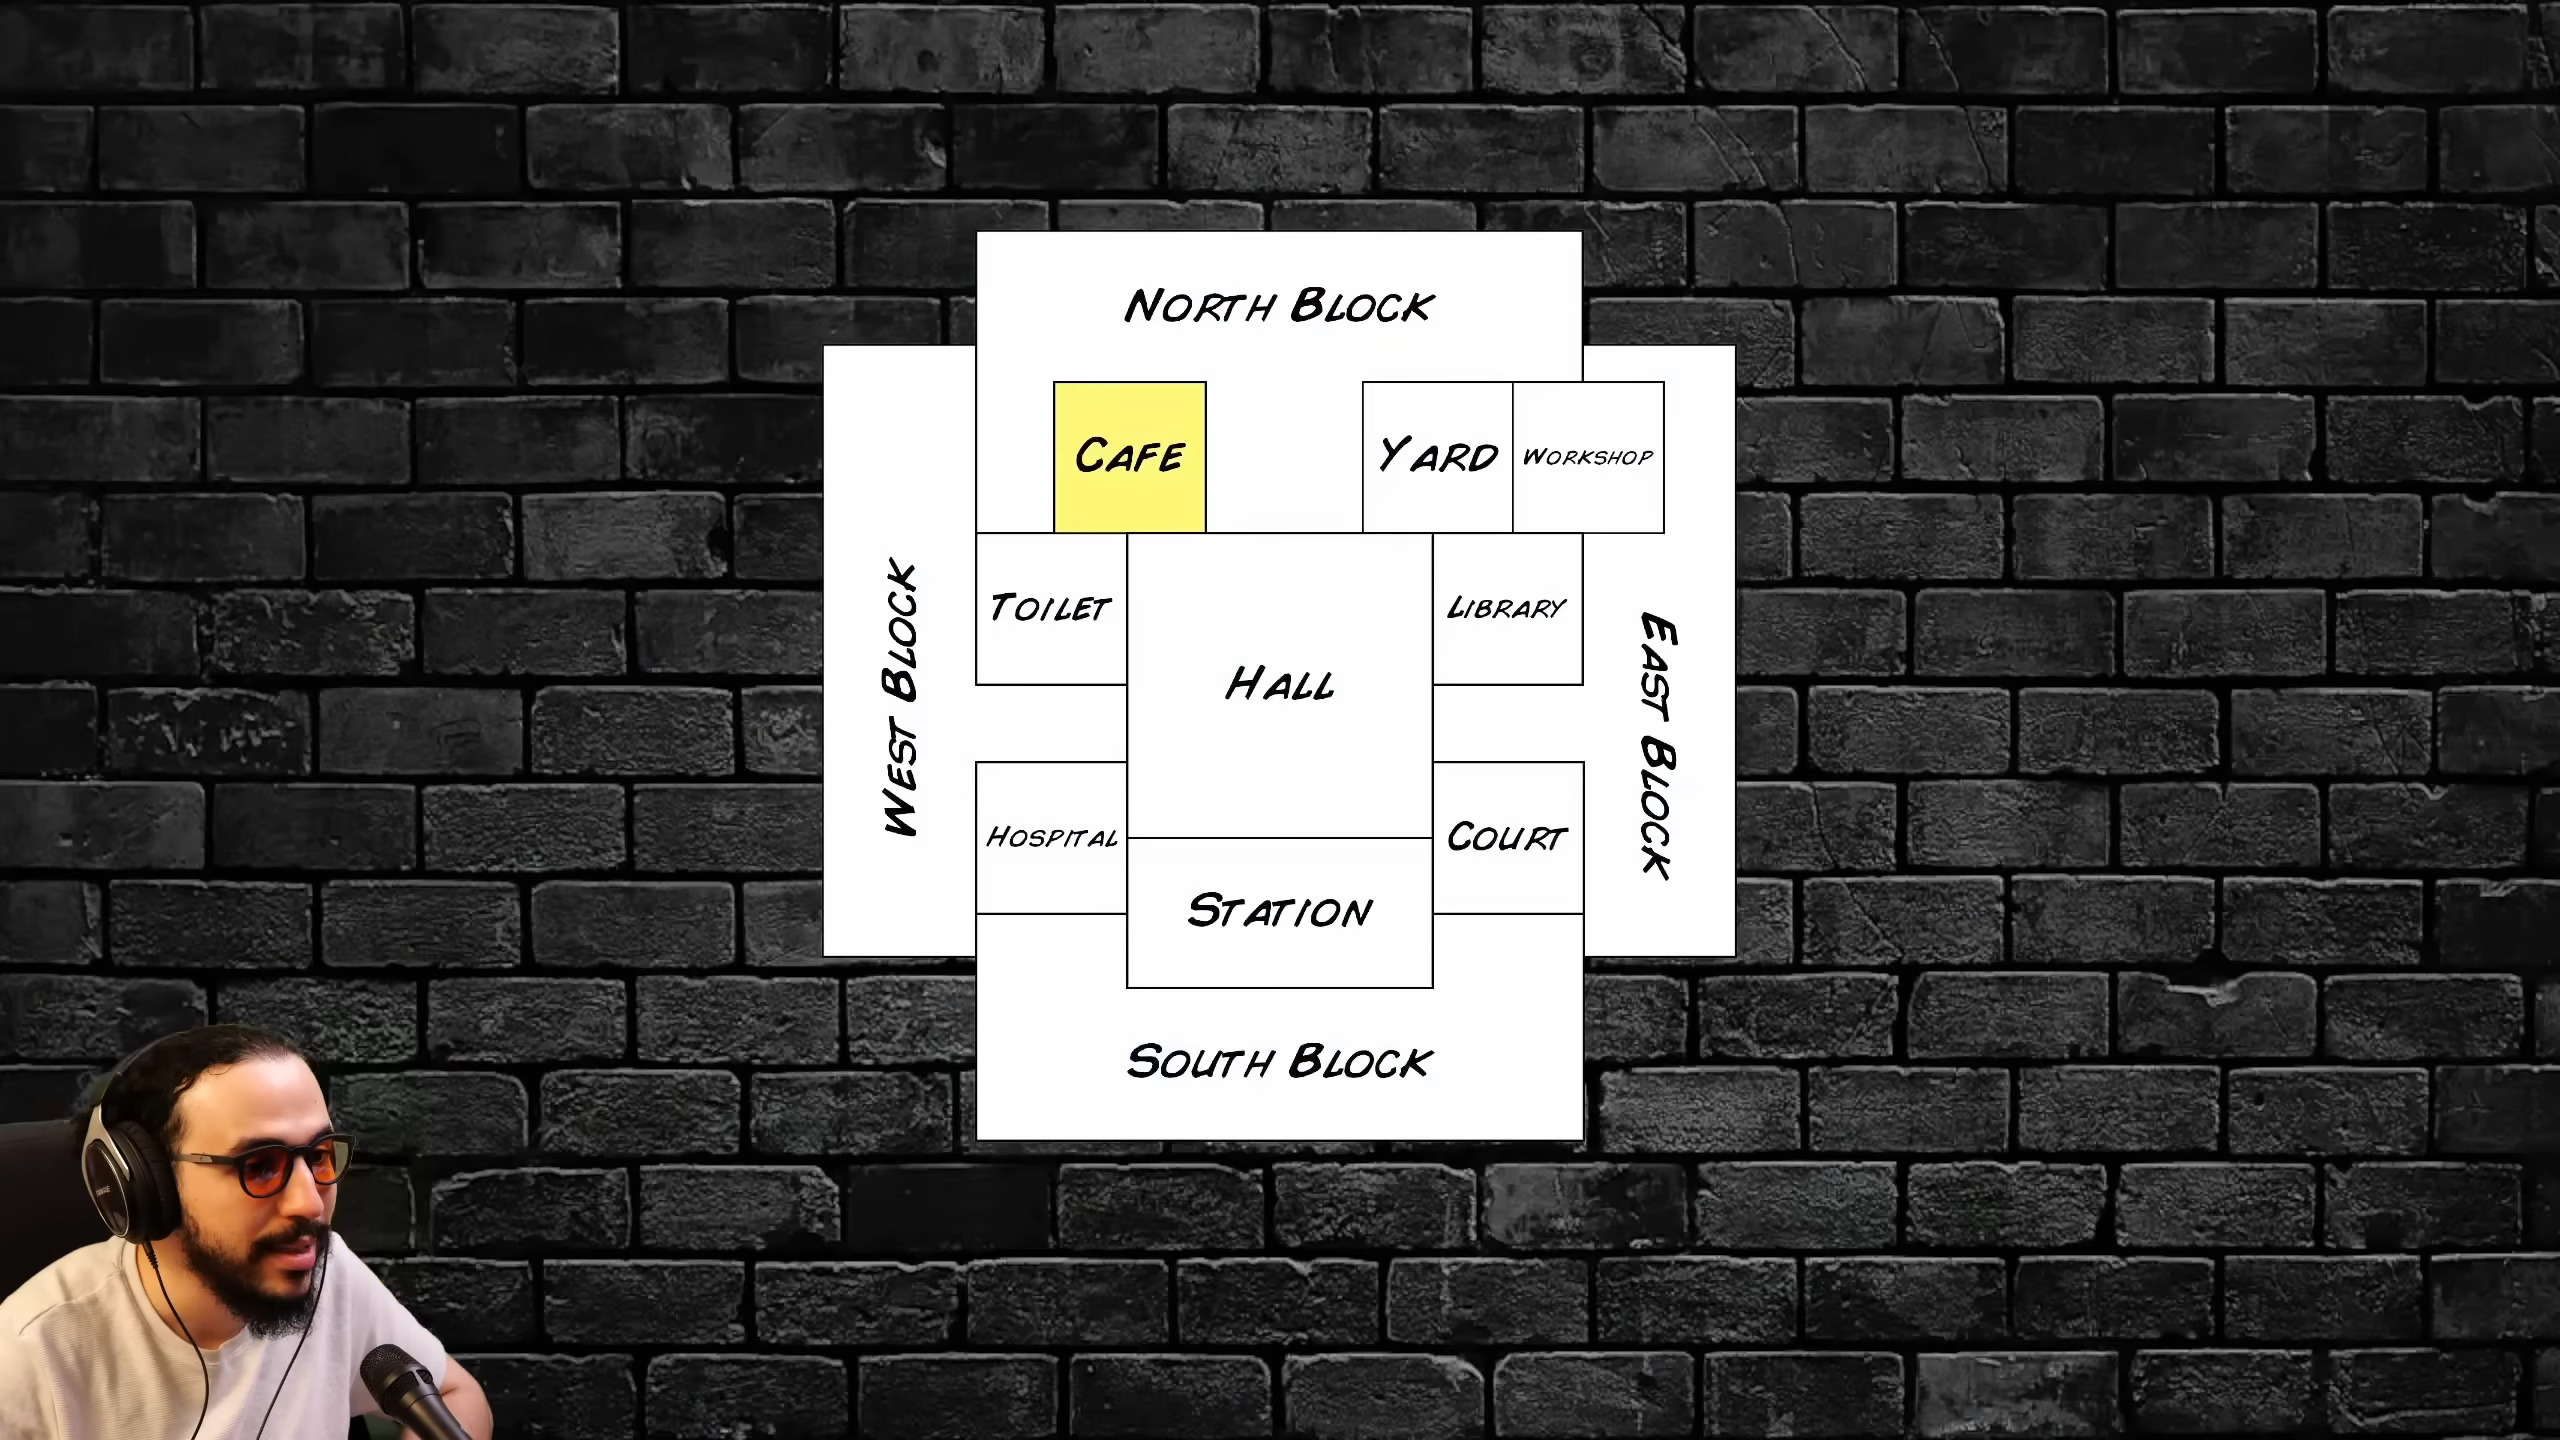 North Block
Cafe
Yard
Workshop
Toilet
Library
Hall
West Block
East Block
Hospital
Court
Station
South Block